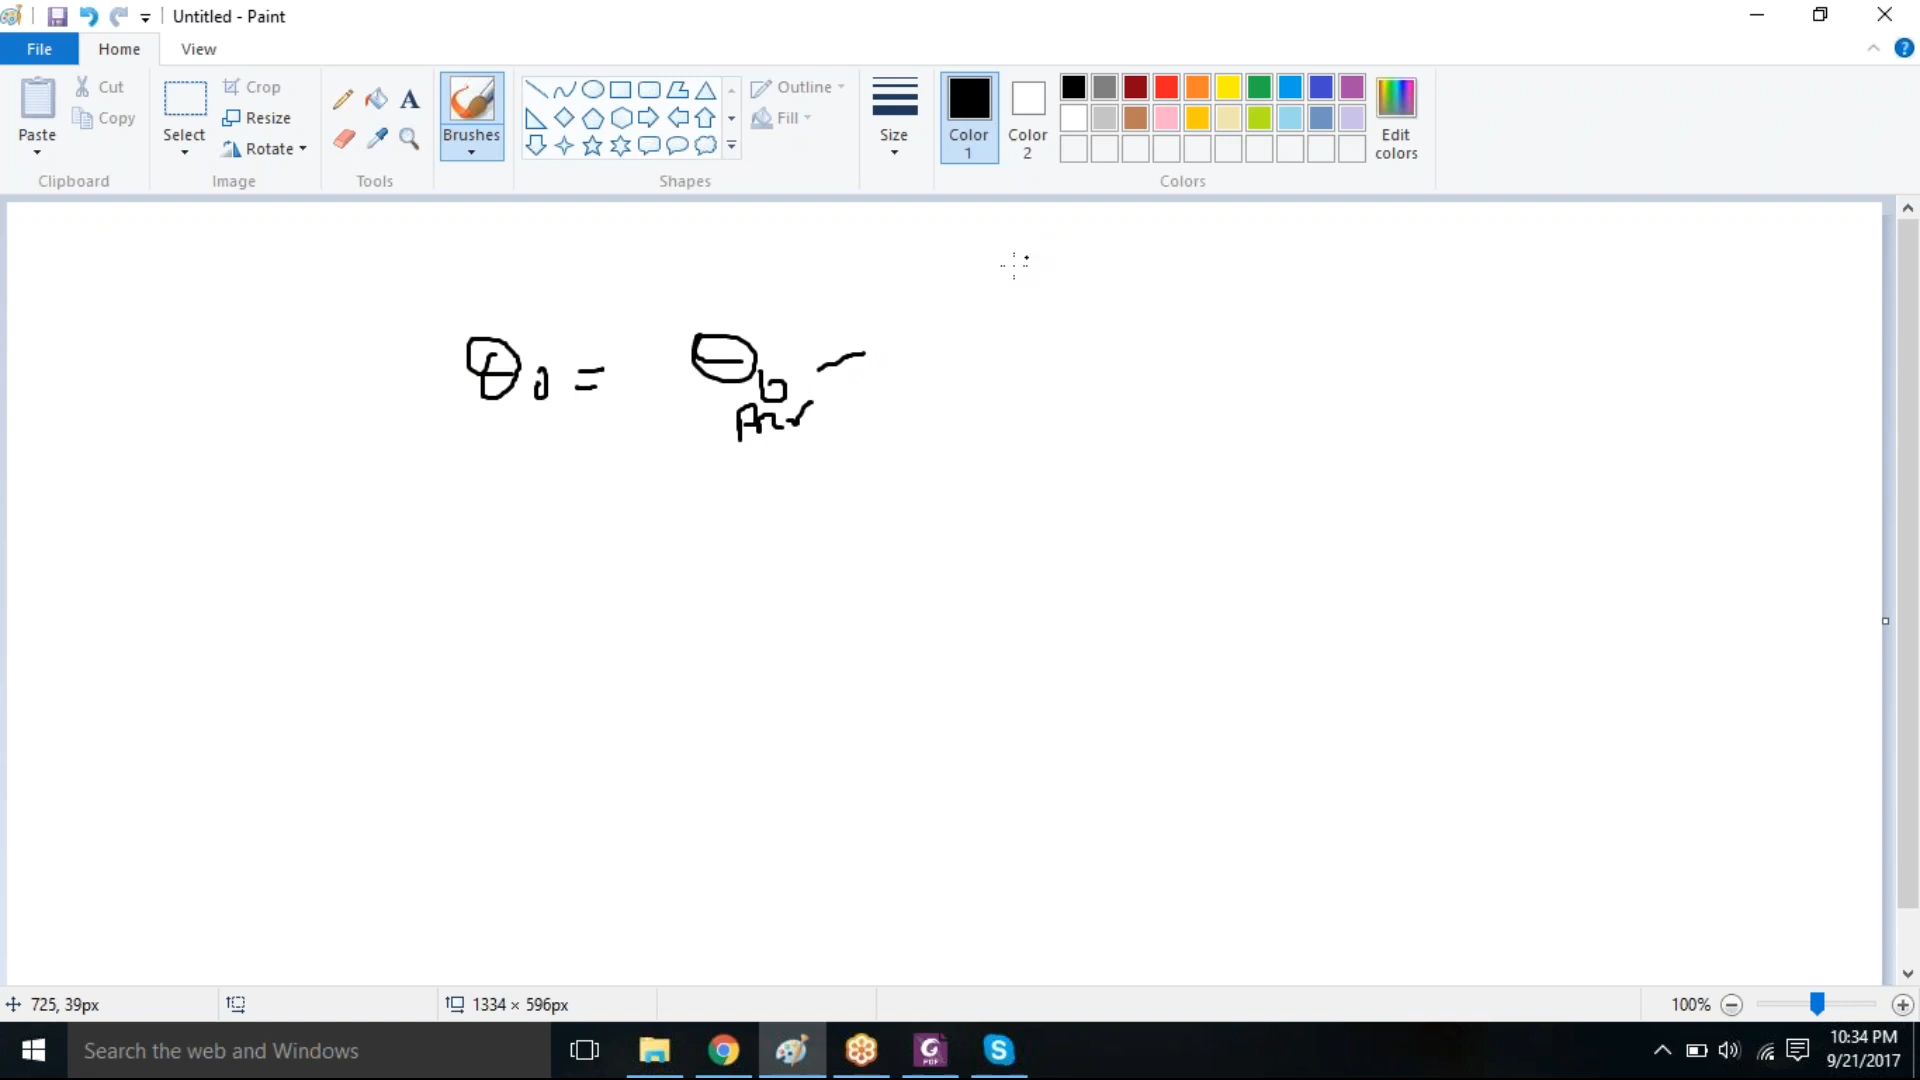 Untitled - Paint
File Home View
Paste
Cut
Copy
Clipboard
Select
Crop
Resize
Rotate
Image
Tools
Brushes
Shapes
Outline
Fill
Size
Color
1
Color
2
Edit
colors
Colors
A
θ₀ = θ
725, 39px
1334 × 596px
100%
Search the web and Windows
10:34 PM
9/21/2017